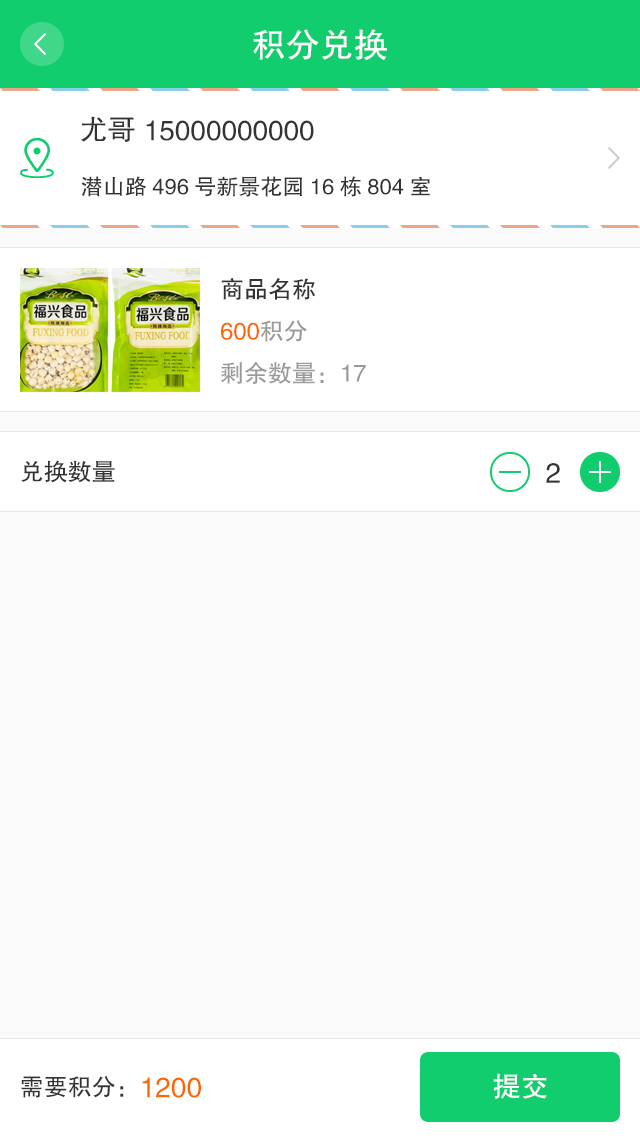 积分兑换
尤哥 15000000000
潜山路 496 号新景花园 16 栋 804 室
福兴食品
FUXING FOOD
福兴食品
FUXING FOOD
商品名称
600积分
剩余数量：17
兑换数量
2
需要积分：1200
提交